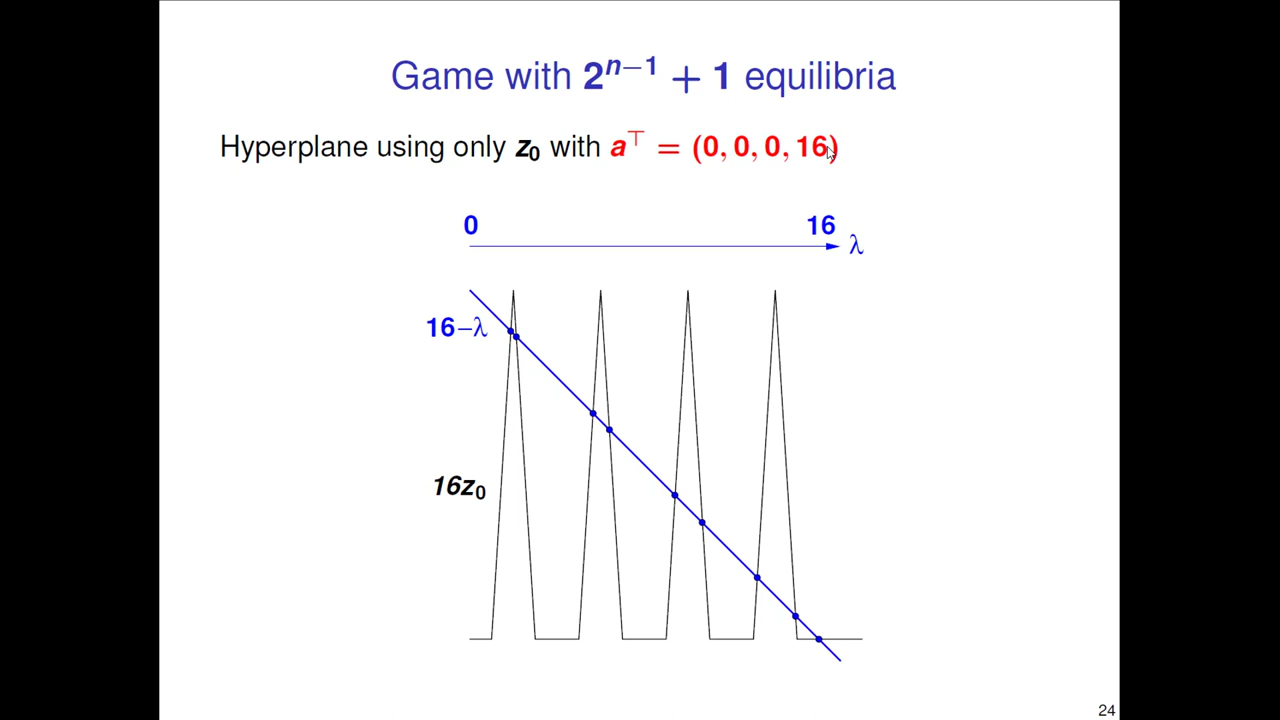 Game with 2ⁿ⁻¹ + 1 equilibria
Hyperplane using only z₀ with a⊤ = (0, 0, 0, 16)
0 16
λ
16−λ
16z₀
24